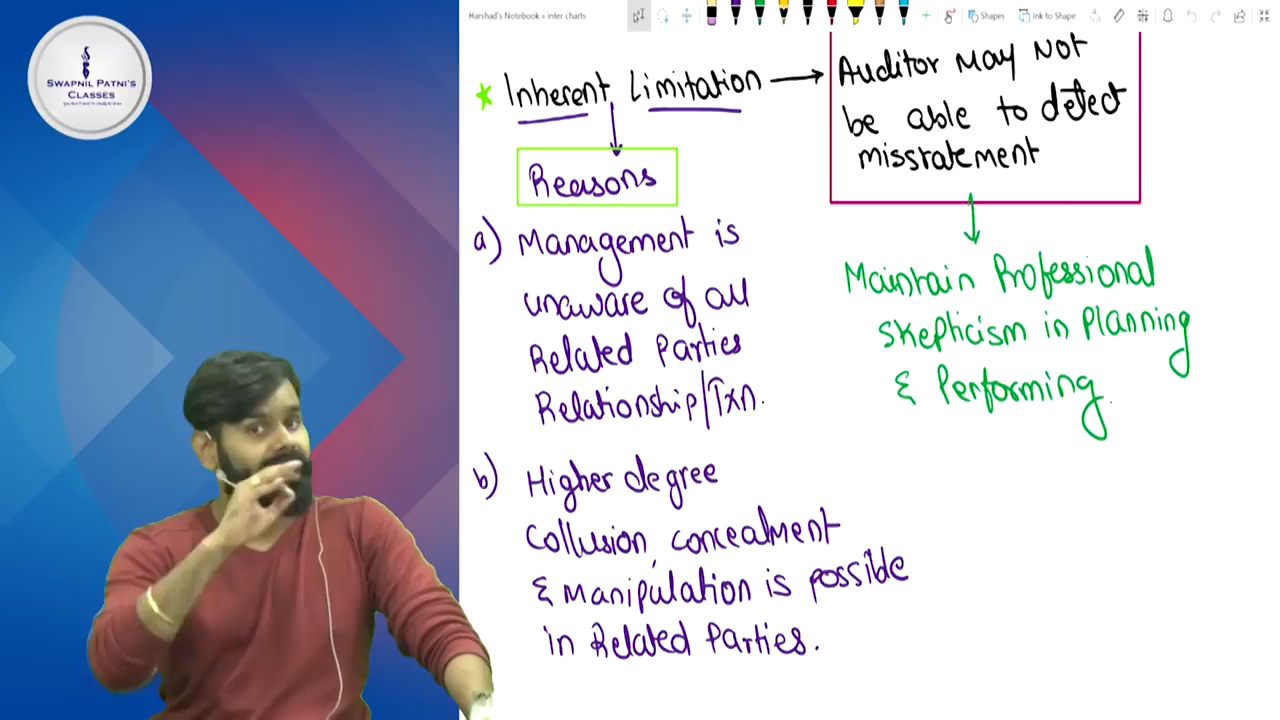 SWAPNIL PATNI'S
CLASSES
Harshad's Notebook » inter charts
Shapes
Ink to Shape
* Inherent Limitation → Auditor May Not
be able to detect
misstatement
Reasons
a) Management is
unaware of all
Related Parties
Relationship/Txn.
Maintain Professional
skepticism in Planning
& Performing.
b) Higher degree
Collusion, concealment
& Manipulation is possible
in Related Parties.